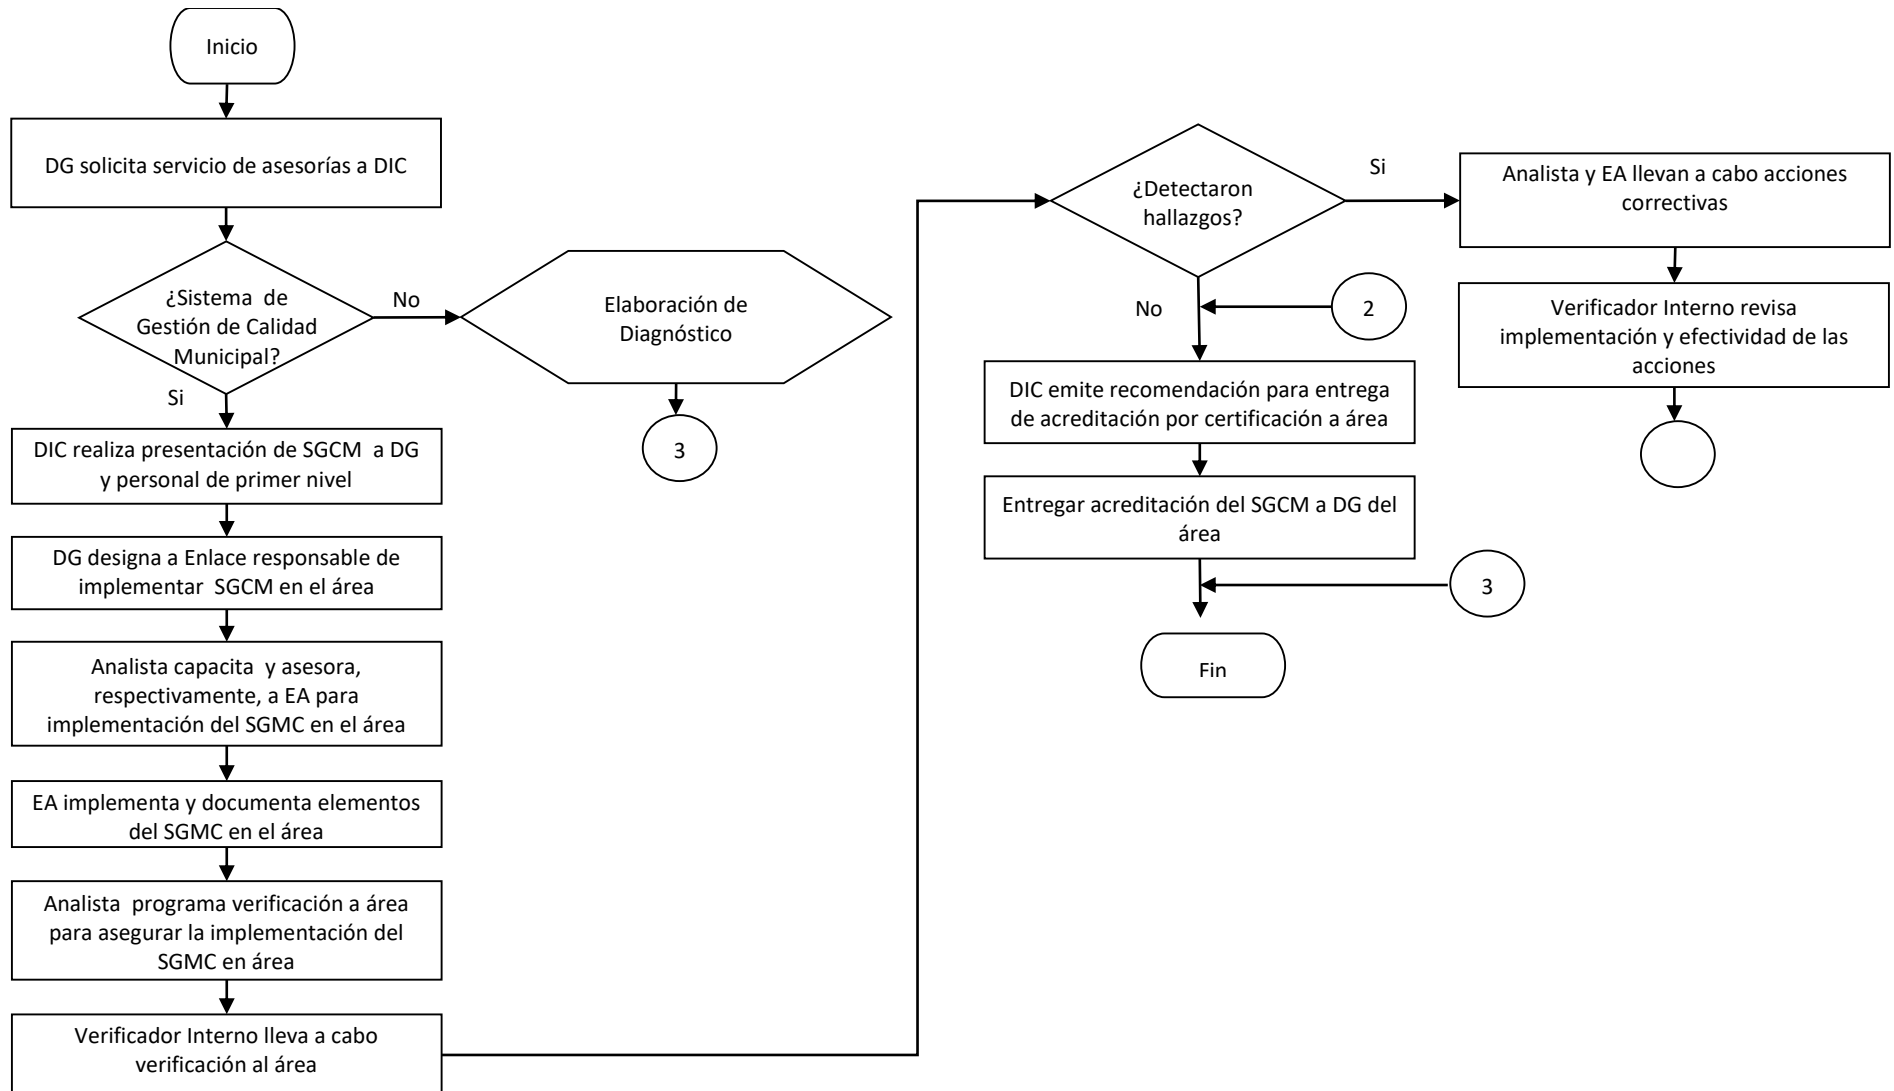 Inicio
DG solicita servicio de asesorías a DIC
¿Sistema de
Gestión de Calidad
Municipal?
No
Si
Elaboración de
Diagnóstico
3
DIC realiza presentación de SGCM a DG
y personal de primer nivel
DG designa a Enlace responsable de
implementar SGCM en el área
Analista capacita y asesora,
respectivamente, a EA para
implementación del SGMC en el área
EA implementa y documenta elementos
del SGMC en el área
Analista programa verificación a área
para asegurar la implementación del
SGMC en área
Verificador Interno lleva a cabo
verificación al área
¿Detectaron
hallazgos?
Si
No
2
Analista y EA llevan a cabo acciones
correctivas
Verificador Interno revisa
implementación y efectividad de las
acciones
DIC emite recomendación para entrega
de acreditación por certificación a área
Entregar acreditación del SGCM a DG del
área
3
Fin